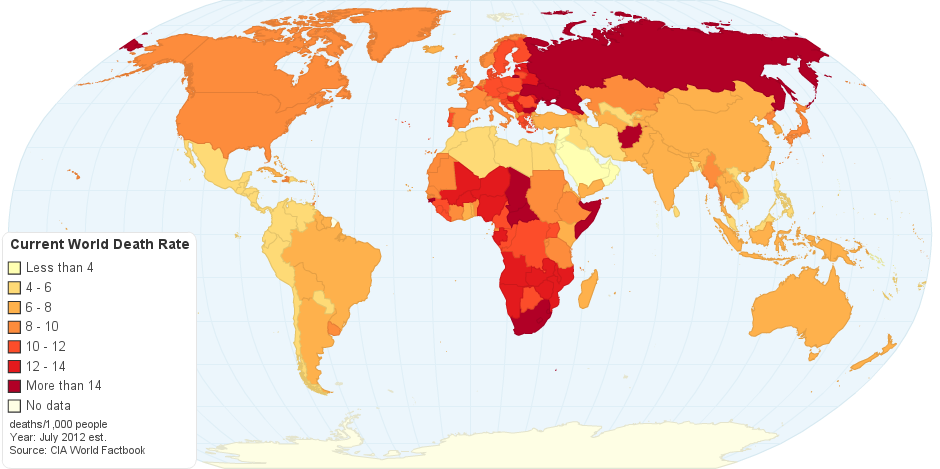 Current World Death Rate
Less than 4
4 - 6
6 - 8
8 - 10
10 - 12
12 - 14
More than 14
No data
deaths/1,000 people
Year: July 2012 est.
Source: CIA World Factbook